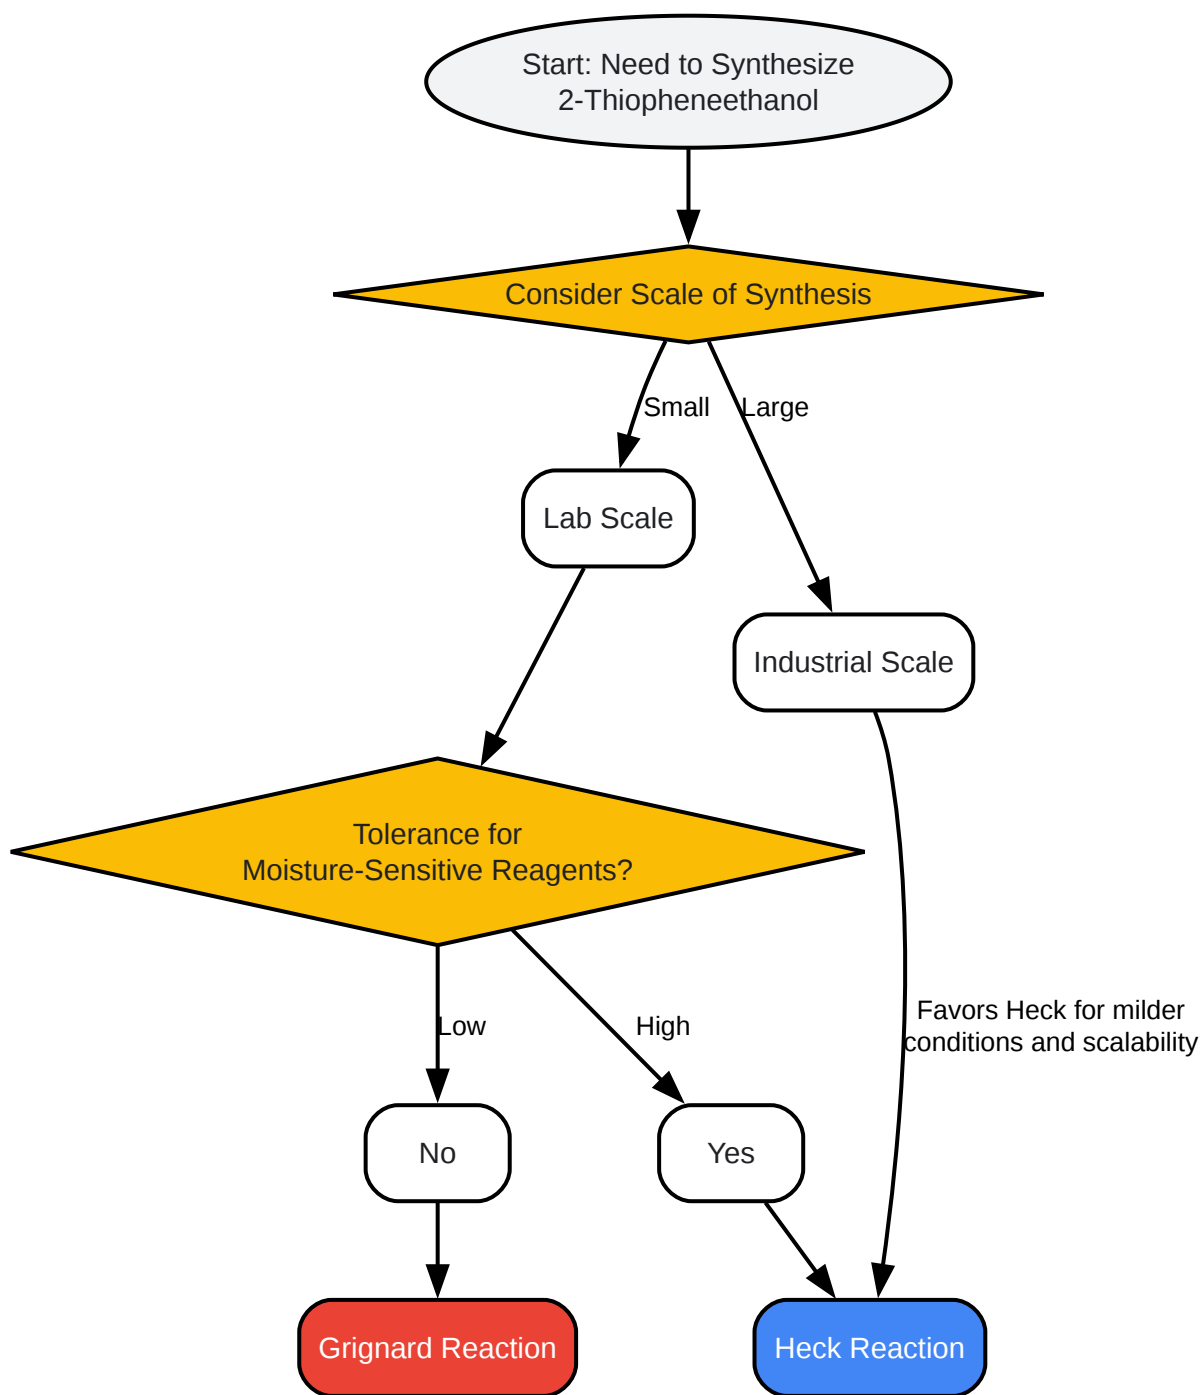 Start: Need to Synthesize
2-Thiopheneethanol
Consider Scale of Synthesis
Small
Large
Lab Scale
Industrial Scale
Tolerance for
Moisture-Sensitive Reagents?
Low
High
Favors Heck for milder
conditions and scalability
No
Yes
Grignard Reaction
Heck Reaction